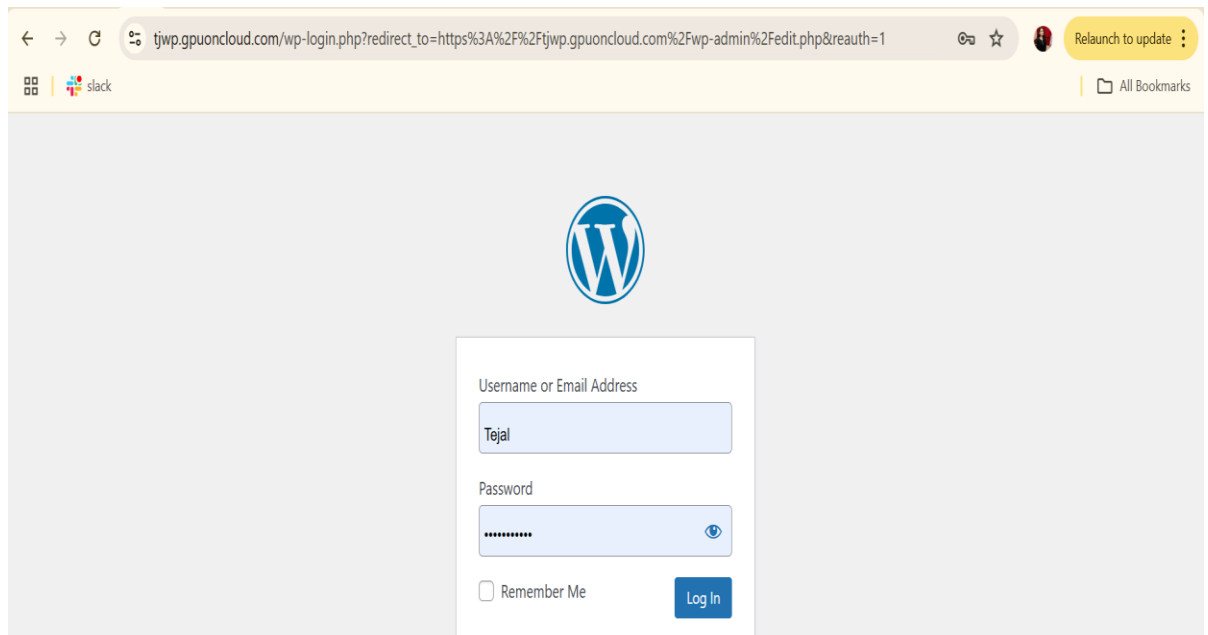 tjwp.gpuoncloud.com/wp-login.php?redirect_to=https%3A%2F%2Ftjwp.gpuoncloud.com%2Fwp-admin%2Fedit.php&reauth=1
Relaunch to update
slack
All Bookmarks
W
Username or Email Address
Tejal
Password
•••••••••••
Remember Me
Log In